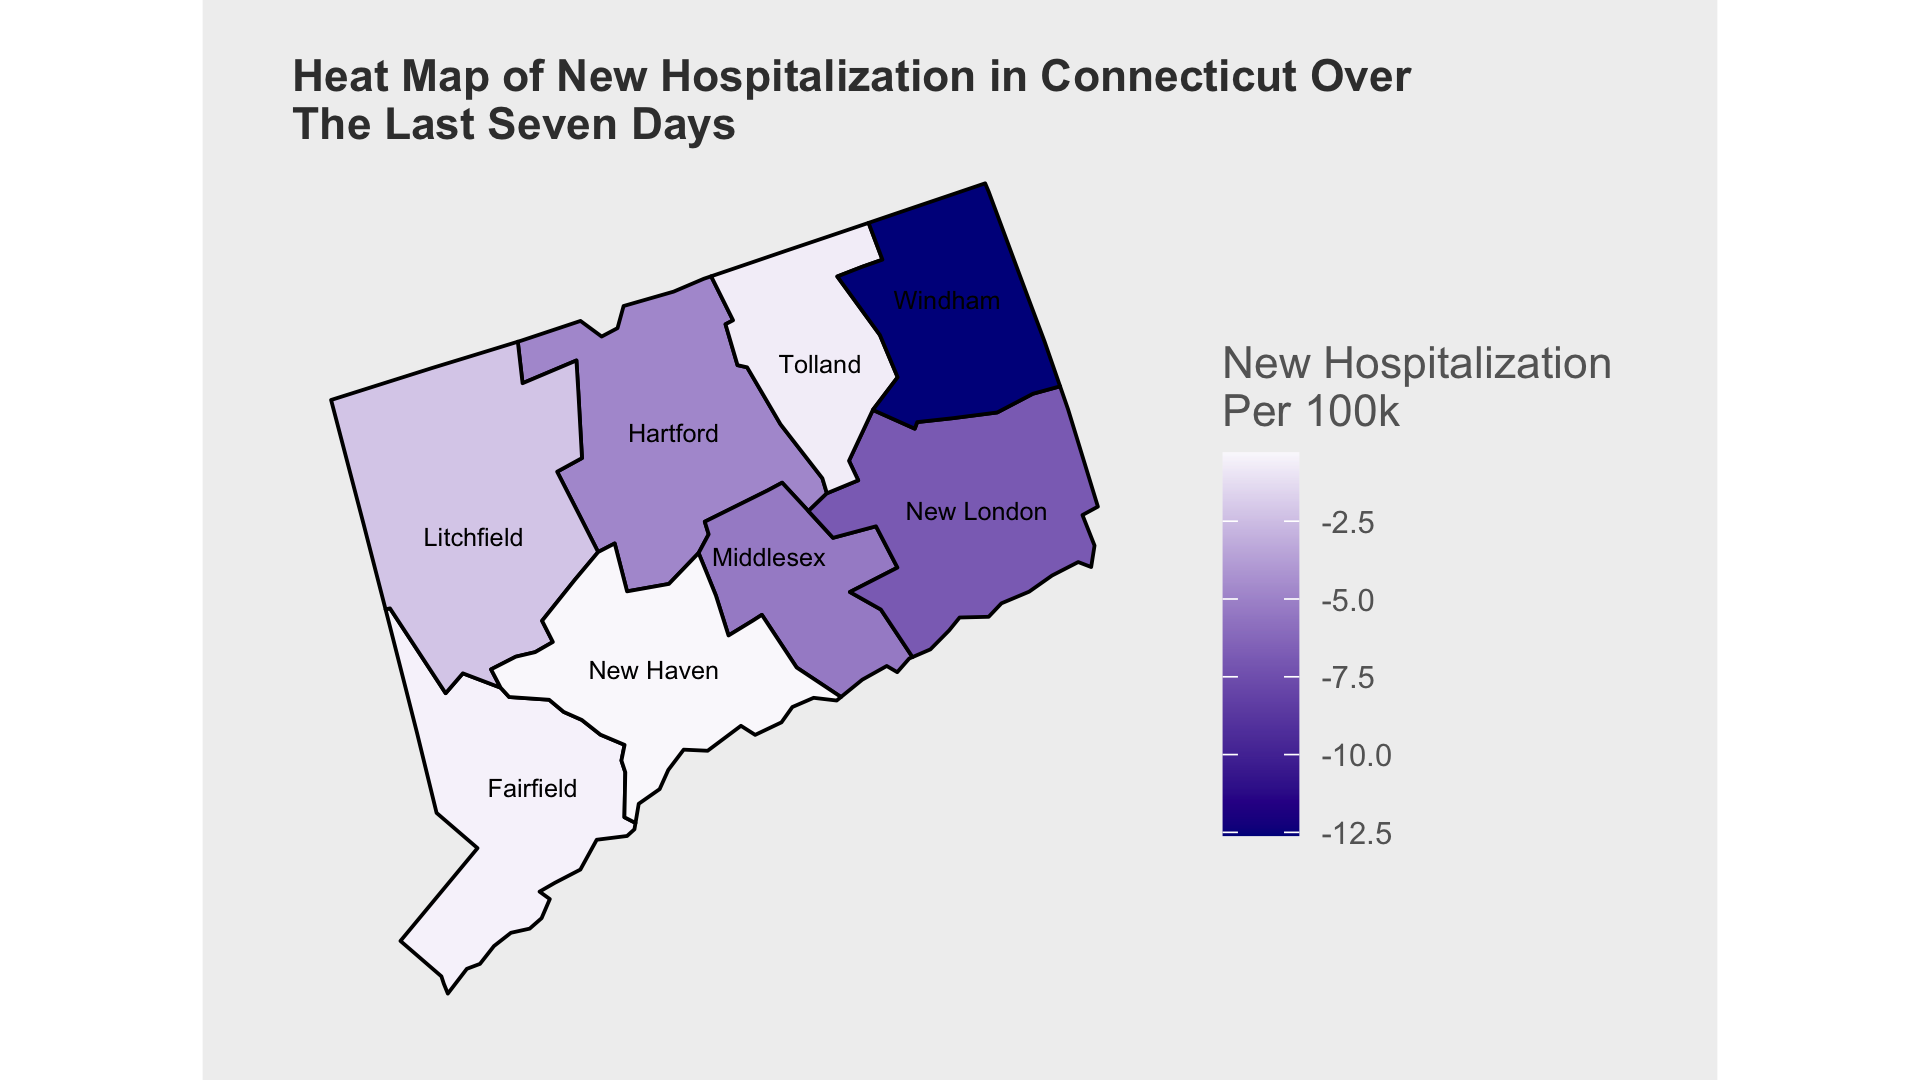 Heat Map of New Hospitalization in Connecticut Over
The Last Seven Days
Windham
Tolland
Hartford
New London
Litchfield
Middlesex
New Haven
Fairfield
New Hospitalization
Per 100k
-2.5
-5.0
-7.5
-10.0
-12.5